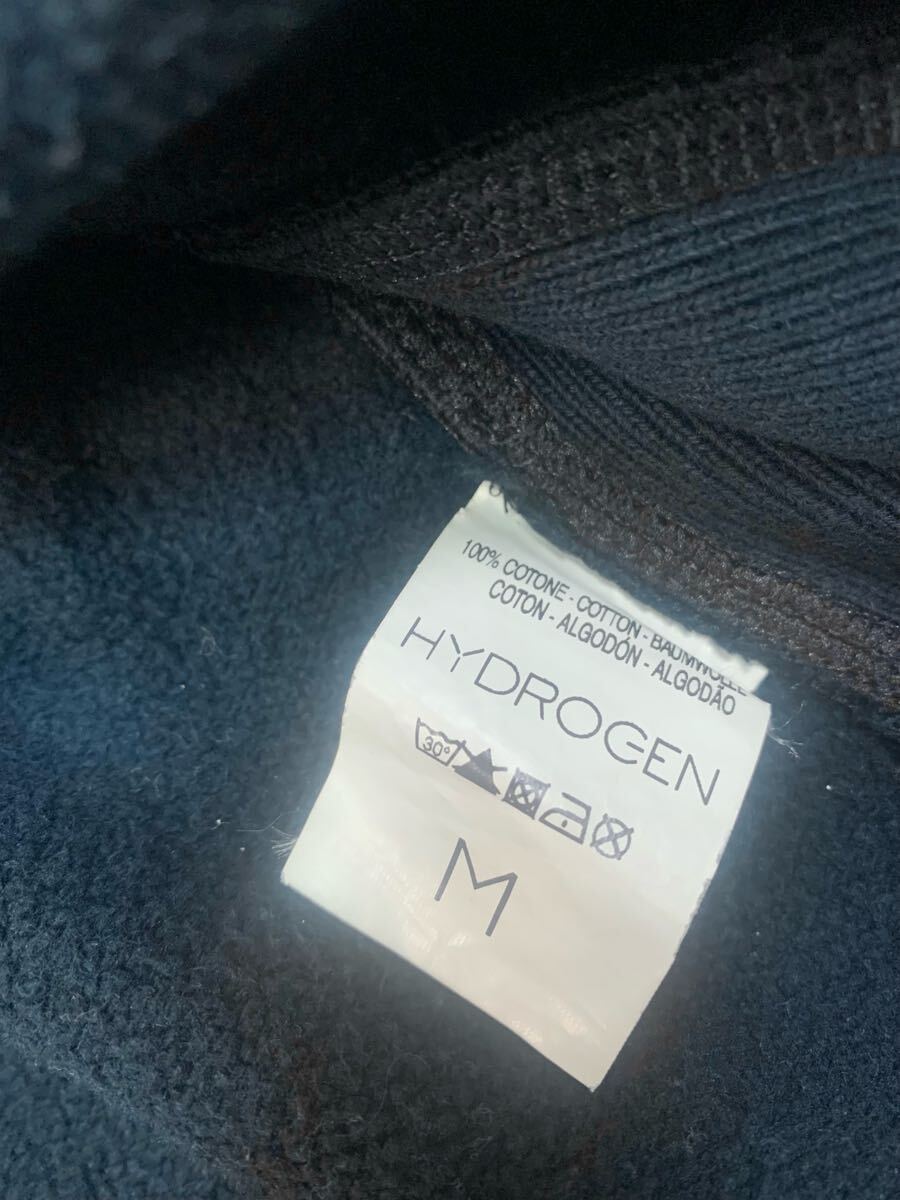 100% COTONE - COTTON - BAUMWOLLE
COTON - ALGODÓN - ALGODÃO
HYDROGEN
30°
M